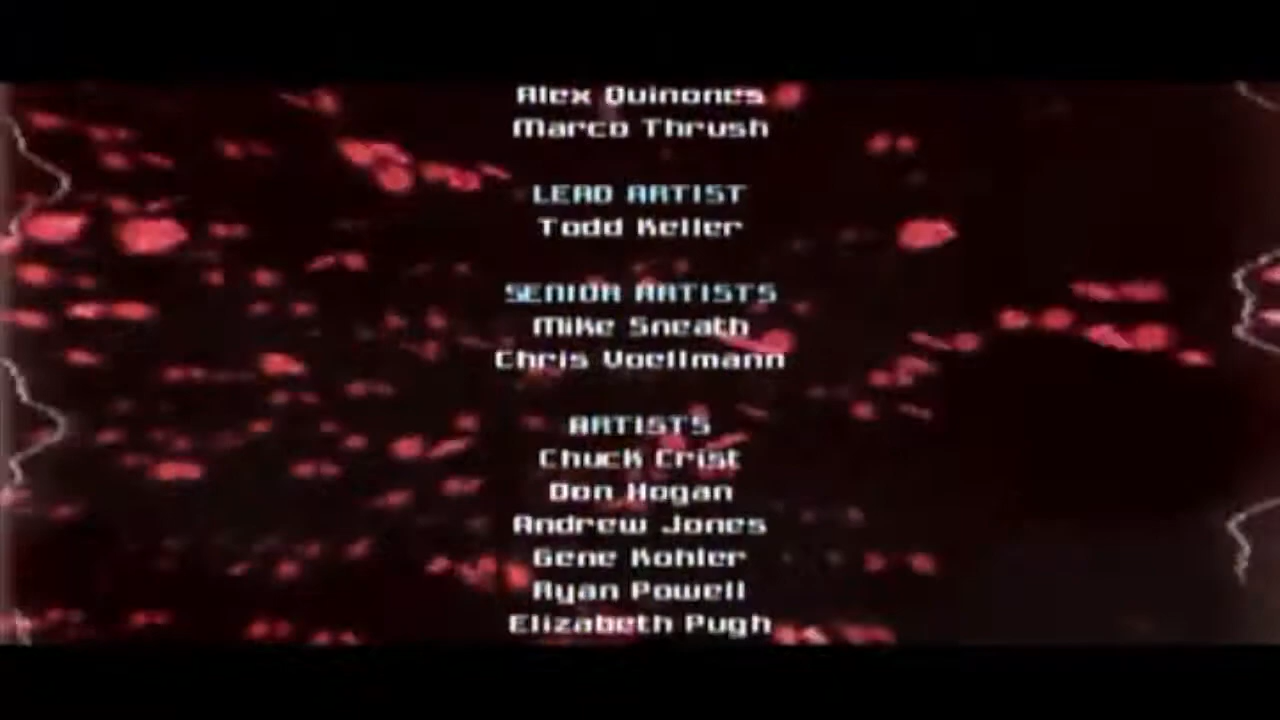 Alex Quinones
Marco Thrush
LEAD ARTIST
Todd Keller
SENIOR ARTISTS
Mike Sneath
Chris Voellmann
ARTISTS
Chuck Crist
Don Hogan
Andrew Jones
Gene Kohler
Ryan Powell
Elizabeth Pugh